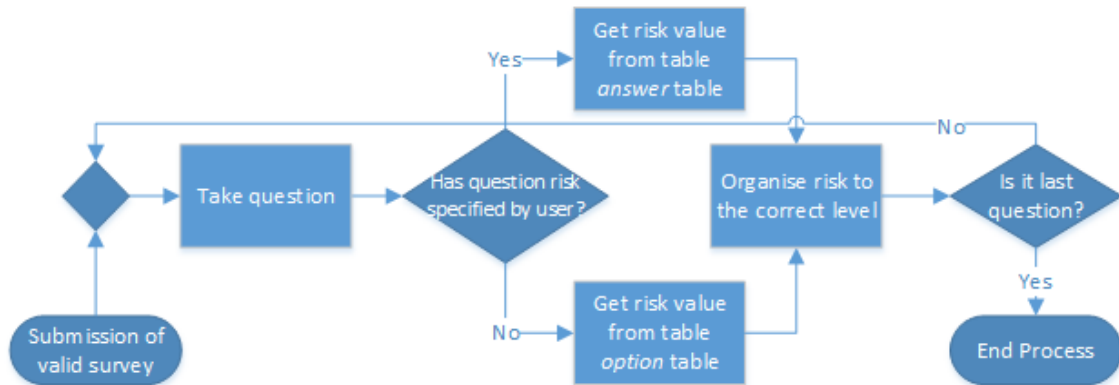 Get risk value
from table
answer table
Yes
No
Take question
Has question risk
specified by user?
Organise risk to
the correct level
Is it last
question?
Yes
No
Get risk value
from table
option table
Submission of
valid survey
End Process